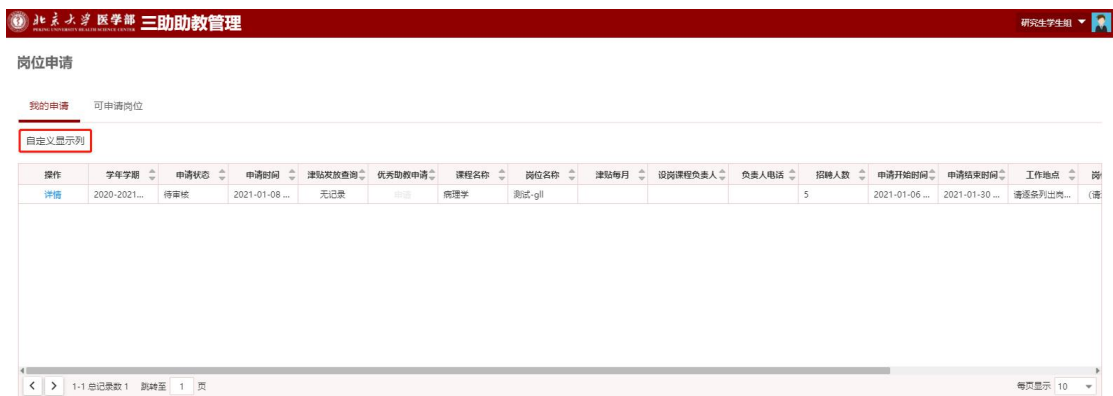 北京大学 医学部 三助助教管理 研究生学生组
PEKING UNIVERSITY HEALTH SCIENCE CENTER
岗位申请
我的申请 可申请岗位
自定义显示列
操作 学年学期 申请状态 申请时间 津贴发放查询 优秀助教申请 课程名称 岗位名称 津贴每月 设岗课程负责人 负责人电话 招聘人数 申请开始时间 申请结束时间 工作地点
详情 2020-2021... 待审核 2021-01-08 ... 无记录 申请 病理学 测试-gll 5 2021-01-06 ... 2021-01-30 ... 请逐条列出岗... (请
1-1 总记录数 1 跳转至 1 页 每页显示 10